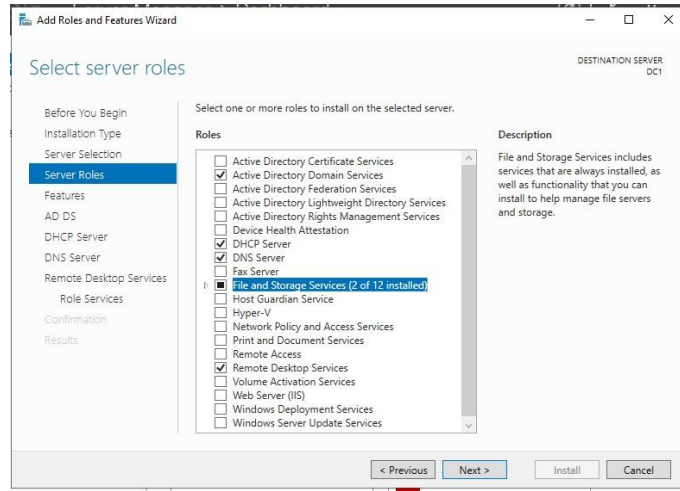 Add Roles and Features Wizard
Select server roles
DESTINATION SERVER
DC1
Before You Begin
Installation Type
Server Selection
Server Roles
Features
AD DS
DHCP Server
DNS Server
Remote Desktop Services
Role Services
Confirmation
Results
Select one or more roles to install on the selected server.
Roles
Active Directory Certificate Services
Active Directory Domain Services
Active Directory Federation Services
Active Directory Lightweight Directory Services
Active Directory Rights Management Services
Device Health Attestation
DHCP Server
DNS Server
Fax Server
File and Storage Services (2 of 12 installed)
Host Guardian Service
Hyper-V
Network Policy and Access Services
Print and Document Services
Remote Access
Remote Desktop Services
Volume Activation Services
Web Server (IIS)
Windows Deployment Services
Windows Server Update Services
Description
File and Storage Services includes
services that are always installed, as
well as functionality that you can
install to help manage file servers
and storage.
< Previous
Next >
Install
Cancel